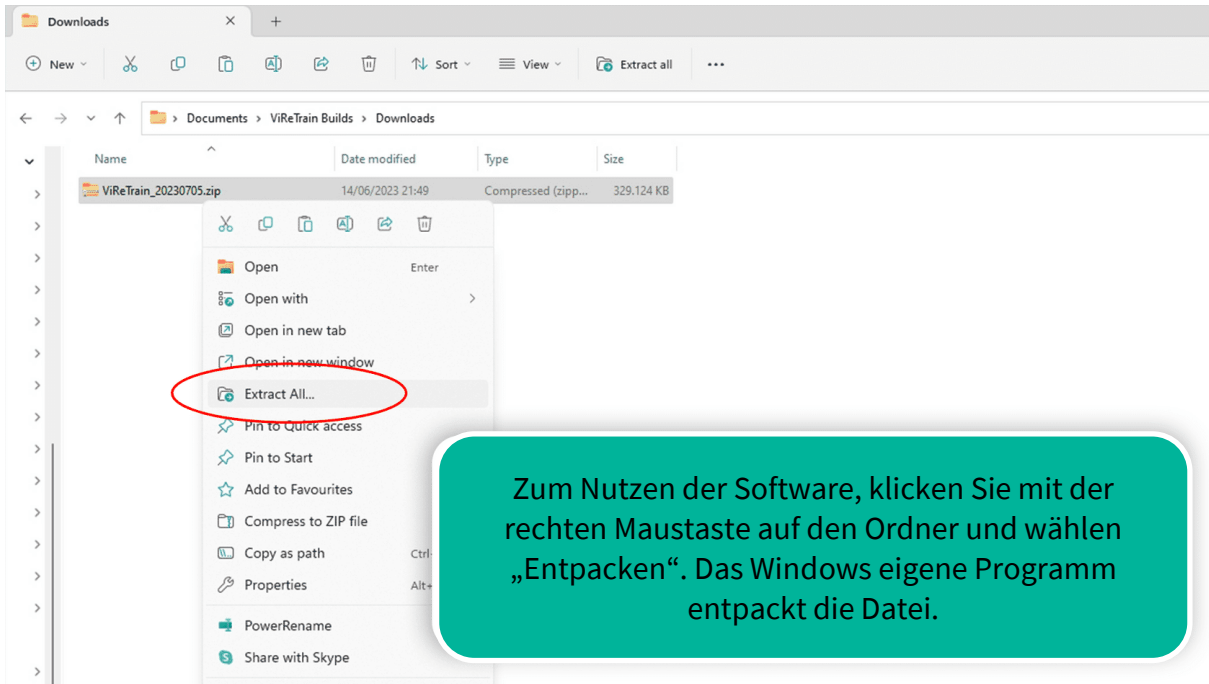 Downloads
New
Sort
View
Extract all
Documents > ViReTrain Builds > Downloads
Name Date modified Type Size
ViReTrain_20230705.zip 14/06/2023 21:49 Compressed (zipp... 329.124 KB
Open Enter
Open with
Open in new tab
Open in new window
Extract All...
Pin to Quick access
Pin to Start
Add to Favourites
Compress to ZIP file
Copy as path Ctrl
Properties Alt+
PowerRename
Share with Skype
Zum Nutzen der Software, klicken Sie mit der
rechten Maustaste auf den Ordner und wählen
„Entpacken“. Das Windows eigene Programm
entpackt die Datei.